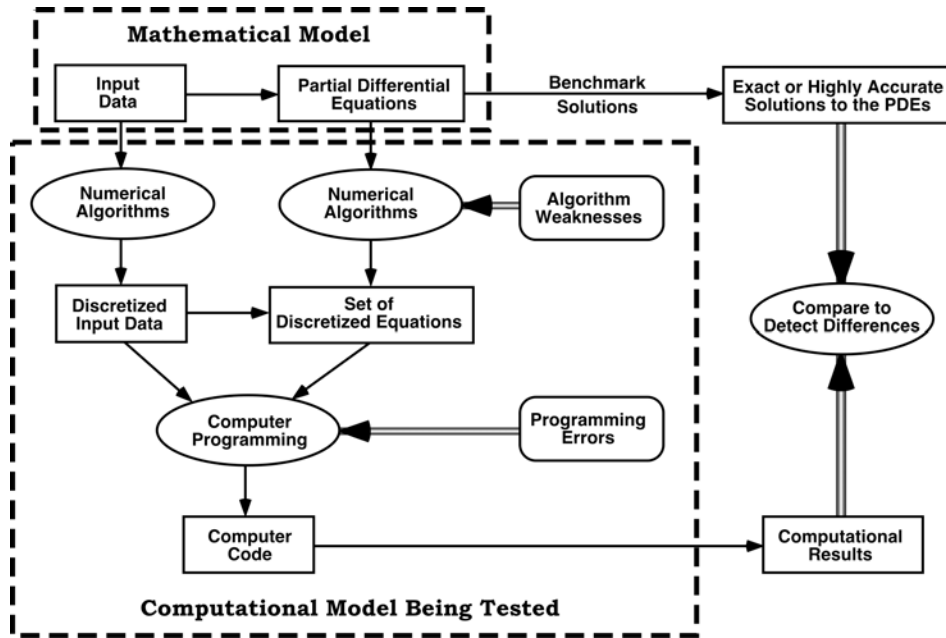 Mathematical Model
Input
Data
Partial Differential
Equations
Benchmark
Solutions
Exact or Highly Accurate
Solutions to the PDEs
Numerical
Algorithms
Numerical
Algorithms
Algorithm
Weaknesses
Discretized
Input Data
Set of
Discretized Equations
Compare to
Detect Differences
Computer
Programming
Programming
Errors
Computer
Code
Computational
Results
Computational Model Being Tested